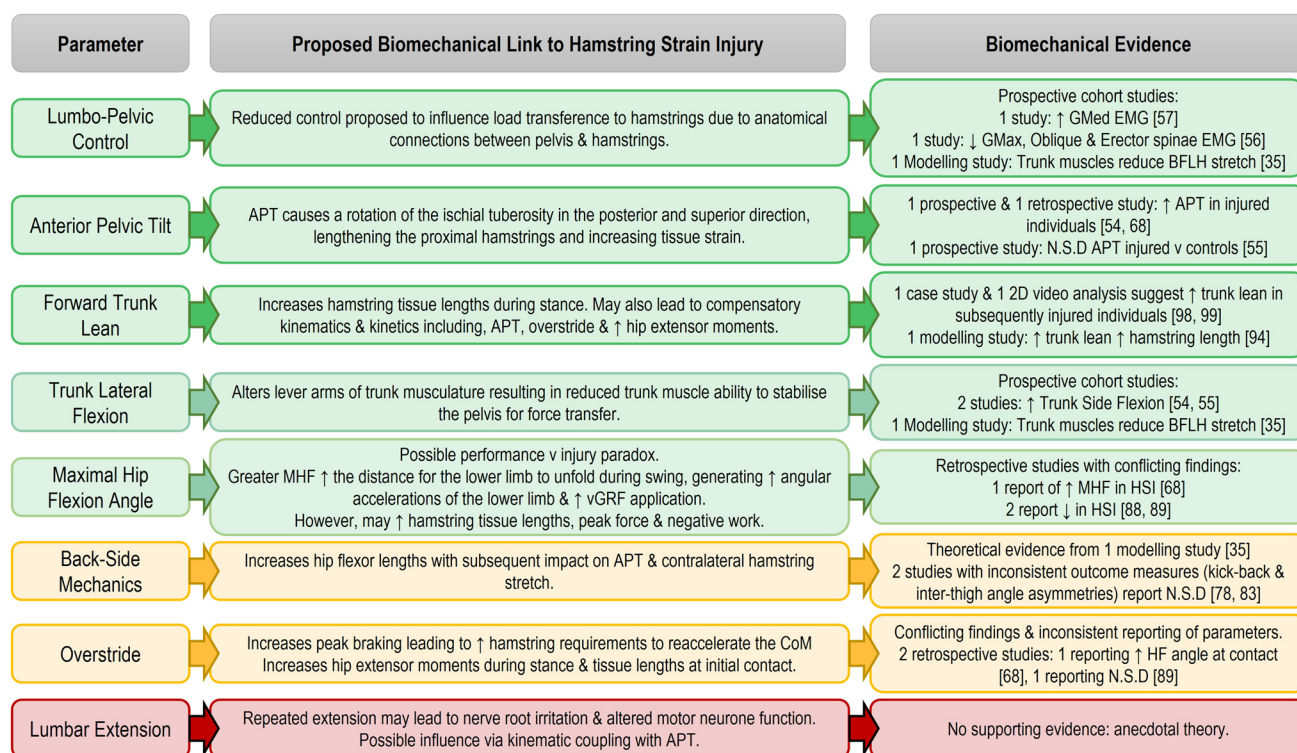 Parameter
Proposed Biomechanical Link to Hamstring Strain Injury
Biomechanical Evidence
Lumbo-Pelvic
Control
Reduced control proposed to influence load transference to hamstrings due to anatomical
connections between pelvis & hamstrings.
Prospective cohort studies:
1 study: ↑ GMed EMG [57]
1 study: ↓ GMax, Oblique & Erector spinae EMG [56]
1 Modelling study: Trunk muscles reduce BFLH stretch [35]
Anterior Pelvic Tilt
APT causes a rotation of the ischial tuberosity in the posterior and superior direction,
lengthening the proximal hamstrings and increasing tissue strain.
1 prospective & 1 retrospective study: ↑ APT in injured
individuals [54, 68]
1 prospective study: N.S.D APT injured v controls [55]
Forward Trunk
Lean
Increases hamstring tissue lengths during stance. May also lead to compensatory
kinematics & kinetics including, APT, overstride & ↑ hip extensor moments.
1 case study & 1 2D video analysis suggest ↑ trunk lean in
subsequently injured individuals [98, 99]
1 modelling study: ↑ trunk lean ↑ hamstring length [94]
Trunk Lateral
Flexion
Alters lever arms of trunk musculature resulting in reduced trunk muscle ability to stabilise
the pelvis for force transfer.
Prospective cohort studies:
2 studies: ↑ Trunk Side Flexion [54, 55]
1 Modelling study: Trunk muscles reduce BFLH stretch [35]
Maximal Hip
Flexion Angle
Possible performance v injury paradox.
Greater MHF ↑ the distance for the lower limb to unfold during swing, generating ↑ angular
accelerations of the lower limb & ↑ vGRF application.
However, may ↑ hamstring tissue lengths, peak force & negative work.
Retrospective studies with conflicting findings:
1 report of ↑ MHF in HSI [68]
2 report ↓ in HSI [88, 89]
Back-Side
Mechanics
Increases hip flexor lengths with subsequent impact on APT & contralateral hamstring
stretch.
Theoretical evidence from 1 modelling study [35]
2 studies with inconsistent outcome measures (kick-back &
inter-thigh angle asymmetries) report N.S.D [78, 83]
Overstride
Increases peak braking leading to ↑ hamstring requirements to reaccelerate the CoM
Increases hip extensor moments during stance & tissue lengths at initial contact.
Conflicting findings & inconsistent reporting of parameters.
2 retrospective studies: 1 reporting ↑ HF angle at contact
[68], 1 reporting N.S.D [89]
Lumbar Extension
Repeated extension may lead to nerve root irritation & altered motor neurone function.
Possible influence via kinematic coupling with APT.
No supporting evidence: anecdotal theory.